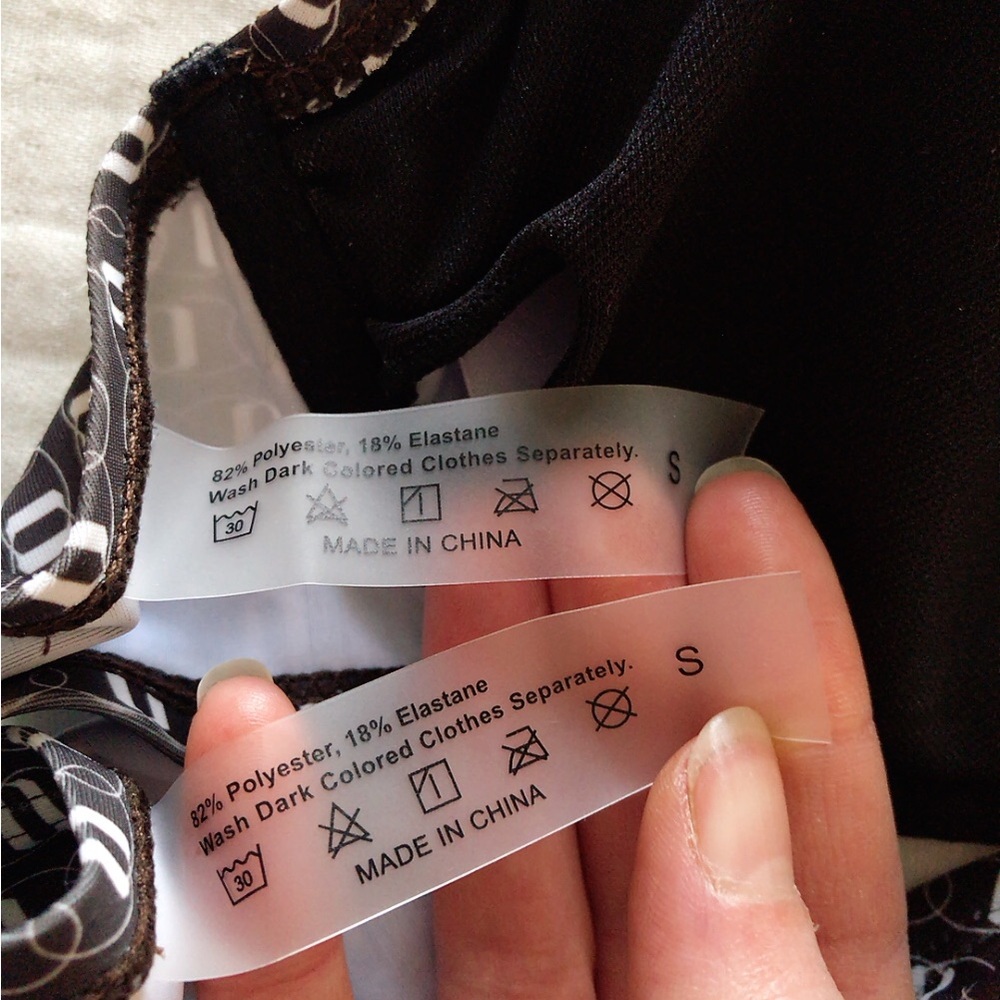 82% Polyester, 18% Elastane
Wash Dark Colored Clothes Separately.
S
30
MADE IN CHINA
82% Polyester, 18% Elastane
Wash Dark Colored Clothes Separately.
S
30
MADE IN CHINA